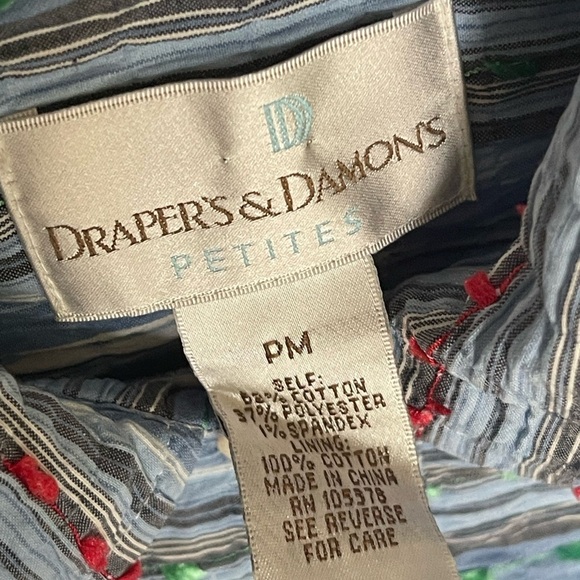 D
DRAPER'S & DAMON'S
PETITES
PM
SELF:
62% COTTON
37% POLYESTER
1% SPANDEX
LINING:
100% COTTON
MADE IN CHINA
RN 105376
SEE REVERSE
FOR CARE